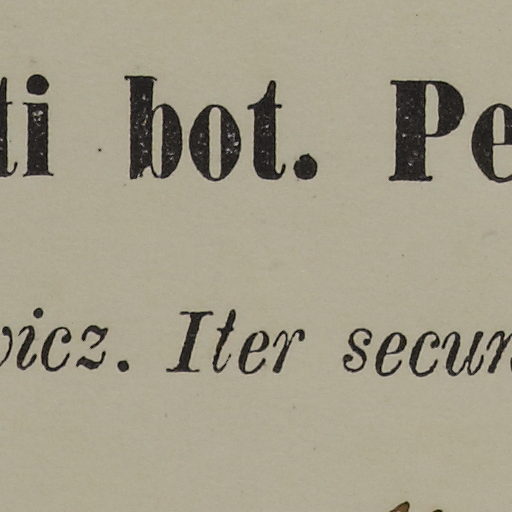 ti bot. Pe
vicz. Iter secun